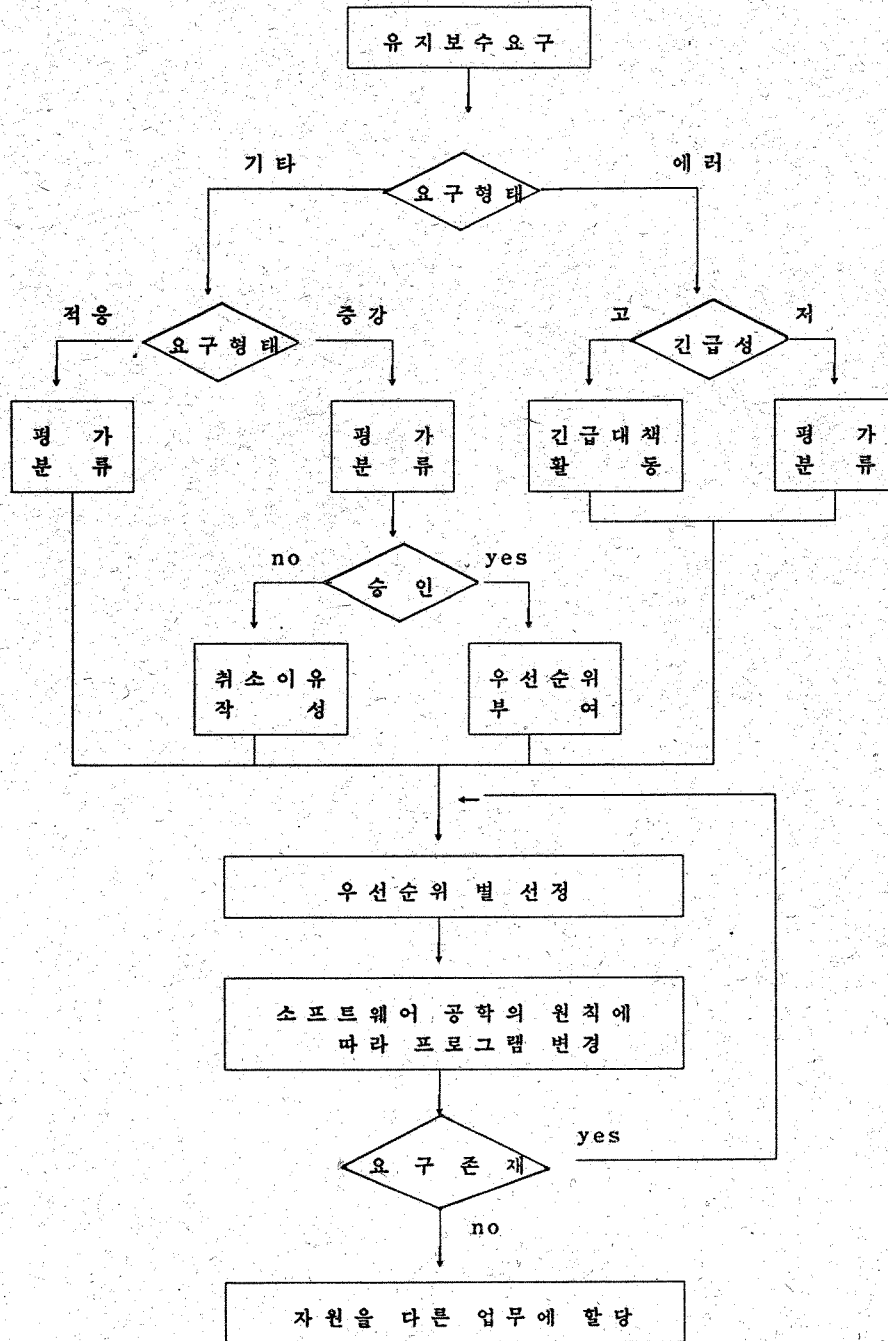 유지보수요구
기타
에러
요구형태
적응
증강
고
저
요구형태
긴급성
평 가
분 류
평 가
분 류
긴급대책
활 동
평 가
분 류
no
yes
승 인
취소이유
작 성
우선순위
부 여
우선순위 별 선정
소프트웨어 공학의 원칙에
따라 프로그램 변경
yes
요 구 존 재
no
자원을 다른 업무에 할당